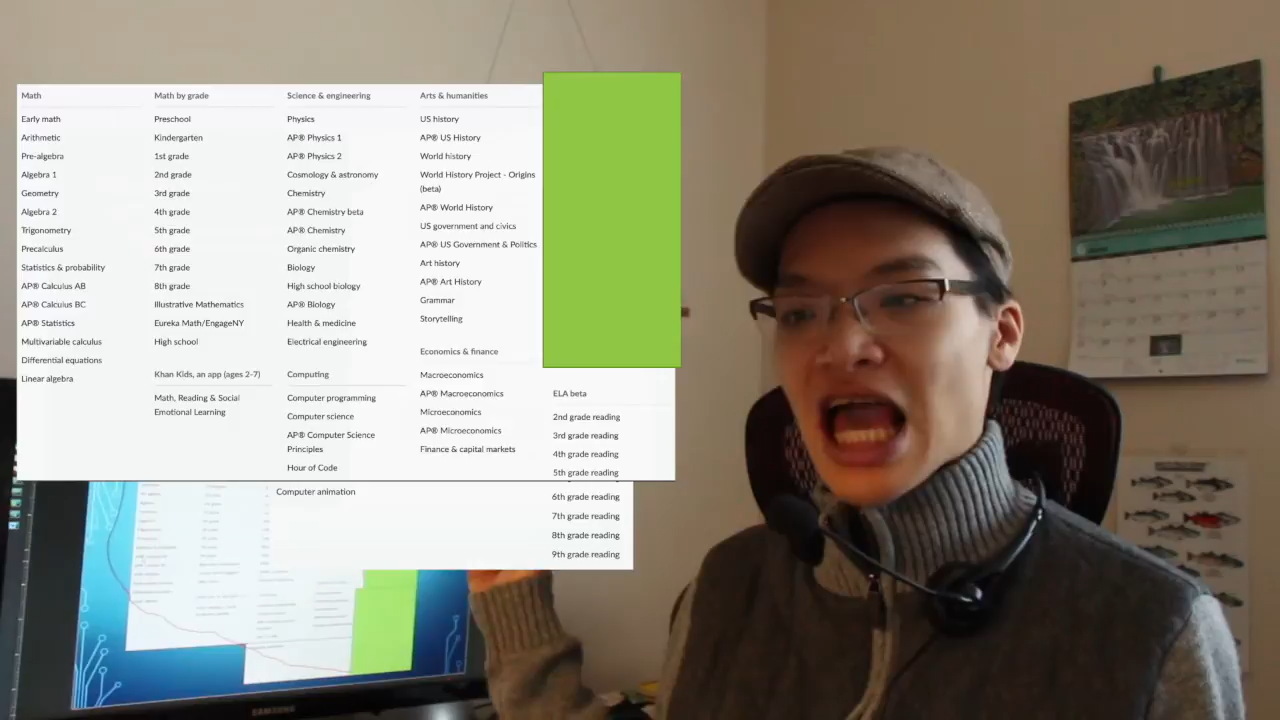 Math
Early math
Arithmetic
Pre-algebra
Algebra 1
Geometry
Algebra 2
Trigonometry
Precalculus
Statistics & probability
AP® Calculus AB
AP® Calculus BC
AP® Statistics
Multivariable calculus
Differential equations
Linear algebra
Math by grade
Preschool
Kindergarten
1st grade
2nd grade
3rd grade
4th grade
5th grade
6th grade
7th grade
8th grade
Illustrative Mathematics
Eureka Math/EngageNY
High school
Khan Kids, an app (ages 2-7)
Math, Reading & Social
Emotional Learning
Science & engineering
Physics
AP® Physics 1
AP® Physics 2
Cosmology & astronomy
Chemistry
AP® Chemistry beta
AP® Chemistry
Organic chemistry
Biology
High school biology
AP® Biology
Health & medicine
Electrical engineering
Computing
Computer programming
Computer science
AP® Computer Science
Principles
Hour of Code
Computer animation
Arts & humanities
US history
AP® US History
World history
World History Project - Origins
(beta)
AP® World History
US government and civics
AP® US Government & Politics
Art history
AP® Art History
Grammar
Storytelling
Economics & finance
Macroeconomics
AP® Macroeconomics
Microeconomics
AP® Microeconomics
Finance & capital markets
ELA beta
2nd grade reading
3rd grade reading
4th grade reading
5th grade reading
6th grade reading
7th grade reading
8th grade reading
9th grade reading
SAMSUNG